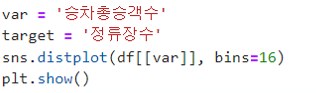 var = '승차총승객수'
target = '정류장수'
sns.distplot(df[[var]], bins=16)
plt.show()